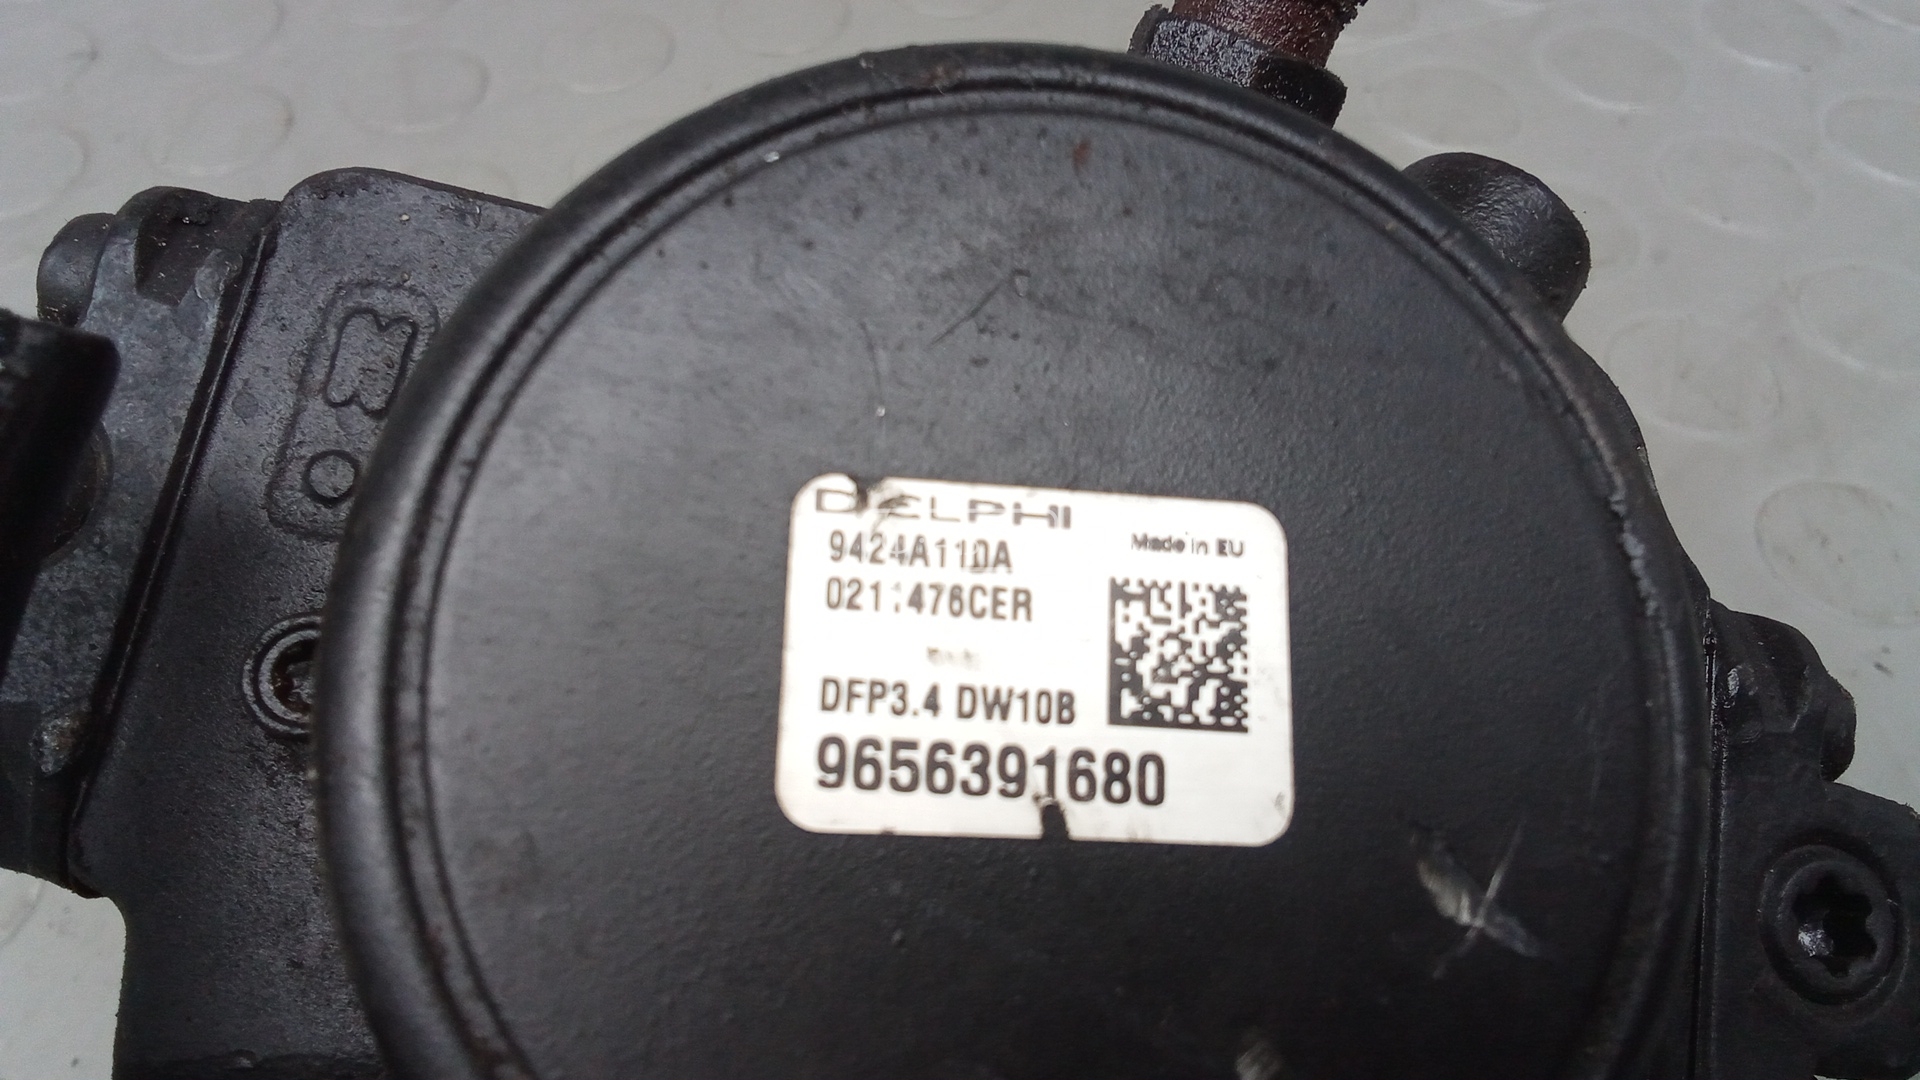 DELPHI
9424A110A
Made in EU
DFP3.4 DW10B
9656391680